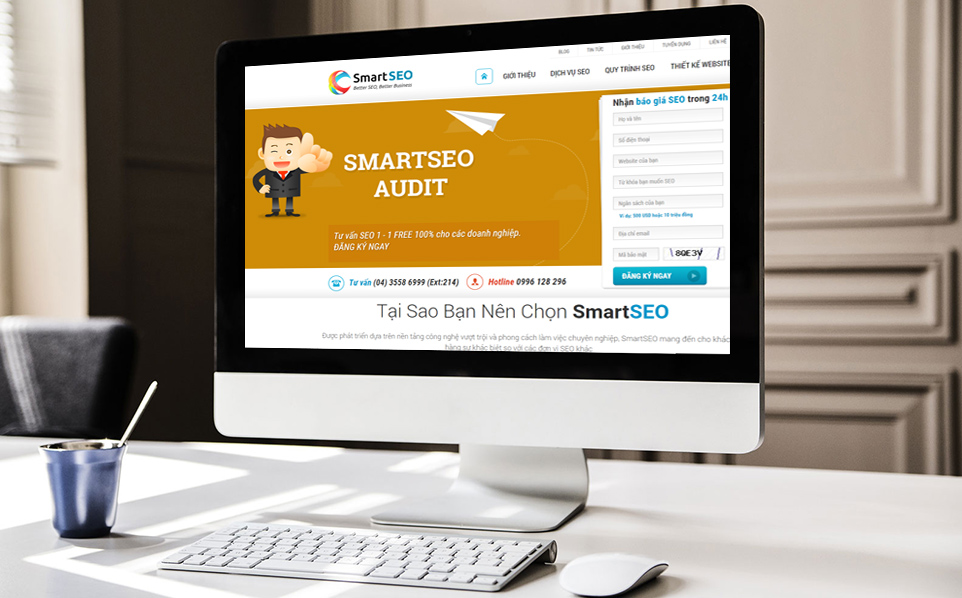 BLOG TIN TỨC GIỚI THIỆU TUYỂN DỤNG LIÊN HỆ
SmartSEO
Better SEO, Better Business
GIỚI THIỆU DỊCH VỤ SEO QUY TRÌNH SEO THIẾT KẾ WEBSITE
SMARTSEO
AUDIT
Tư vấn SEO 1 - 1 FREE 100% cho các doanh nghiệp.
ĐĂNG KÝ NGAY
Nhận báo giá SEO trong 24h
Họ và tên
Số điện thoại
Website của bạn
Từ khóa bạn muốn SEO
Ngân sách của bạn
Ví dụ: 500 USD hoặc 10 triệu đồng
Địa chỉ email
Mã bảo mật
8QE3V
ĐĂNG KÝ NGAY
Tư vấn (04) 3558 6999 (Ext:214)
Hotline 0996 128 296
Tại Sao Bạn Nên Chọn SmartSEO
Được phát triển dựa trên nền tảng công nghệ vượt trội và phong cách làm việc chuyên nghiệp, SmartSEO mang đến cho khác
hàng sự khác biệt so với các đơn vị SEO khác